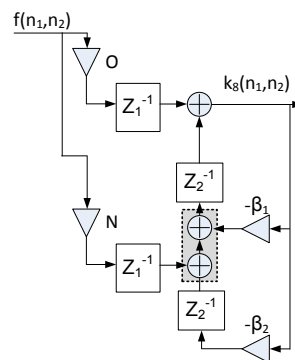 f(n₁,n₂)
O
Z₁⁻¹
k₈(n₁,n₂)
Z₂⁻¹
N
-β₁
Z₁⁻¹
Z₂⁻¹
-β₂